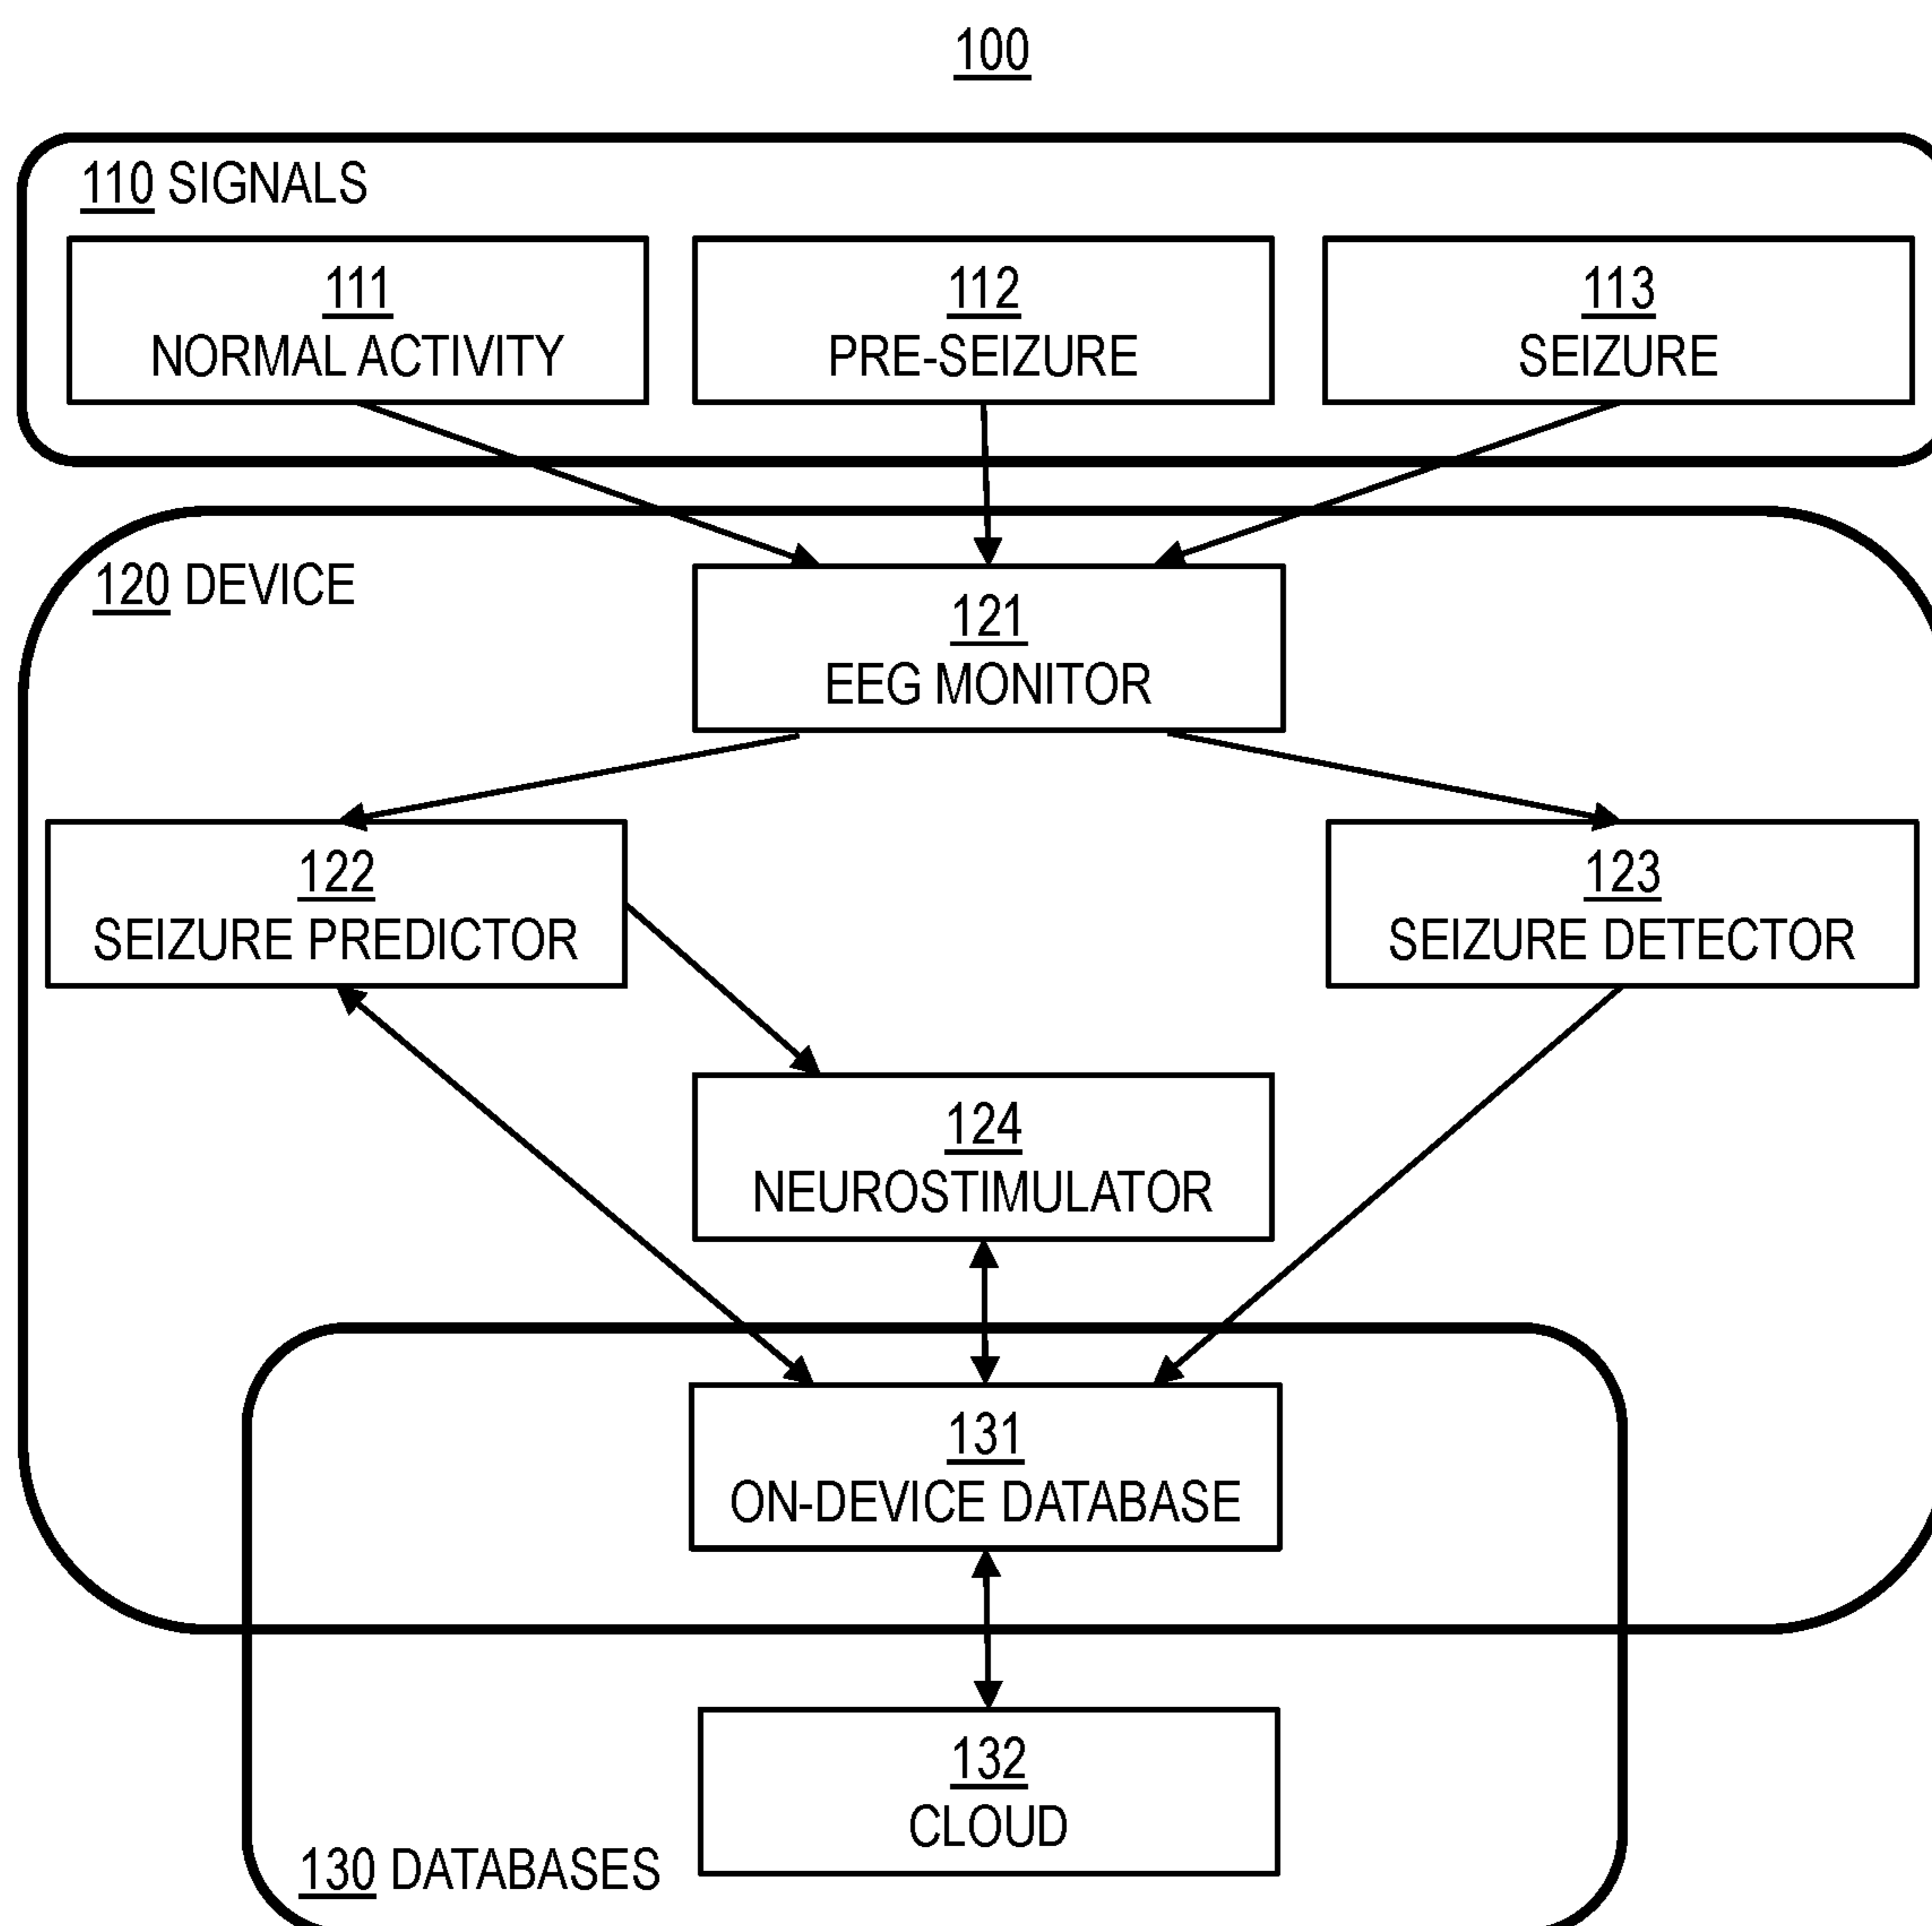 100
110 SIGNALS
111
NORMAL ACTIVITY
112
PRE-SEIZURE
113
SEIZURE
120 DEVICE
121
EEG MONITOR
122
SEIZURE PREDICTOR
123
SEIZURE DETECTOR
124
NEUROSTIMULATOR
131
ON-DEVICE DATABASE
132
CLOUD
130 DATABASES